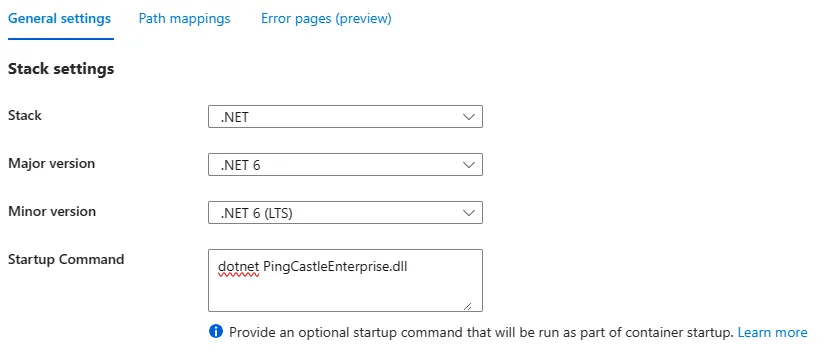 General settings Path mappings Error pages (preview)
Stack settings
Stack .NET
Major version .NET 6
Minor version .NET 6 (LTS)
Startup Command dotnet PingCastleEnterprise.dll
Provide an optional startup command that will be run as part of container startup. Learn more